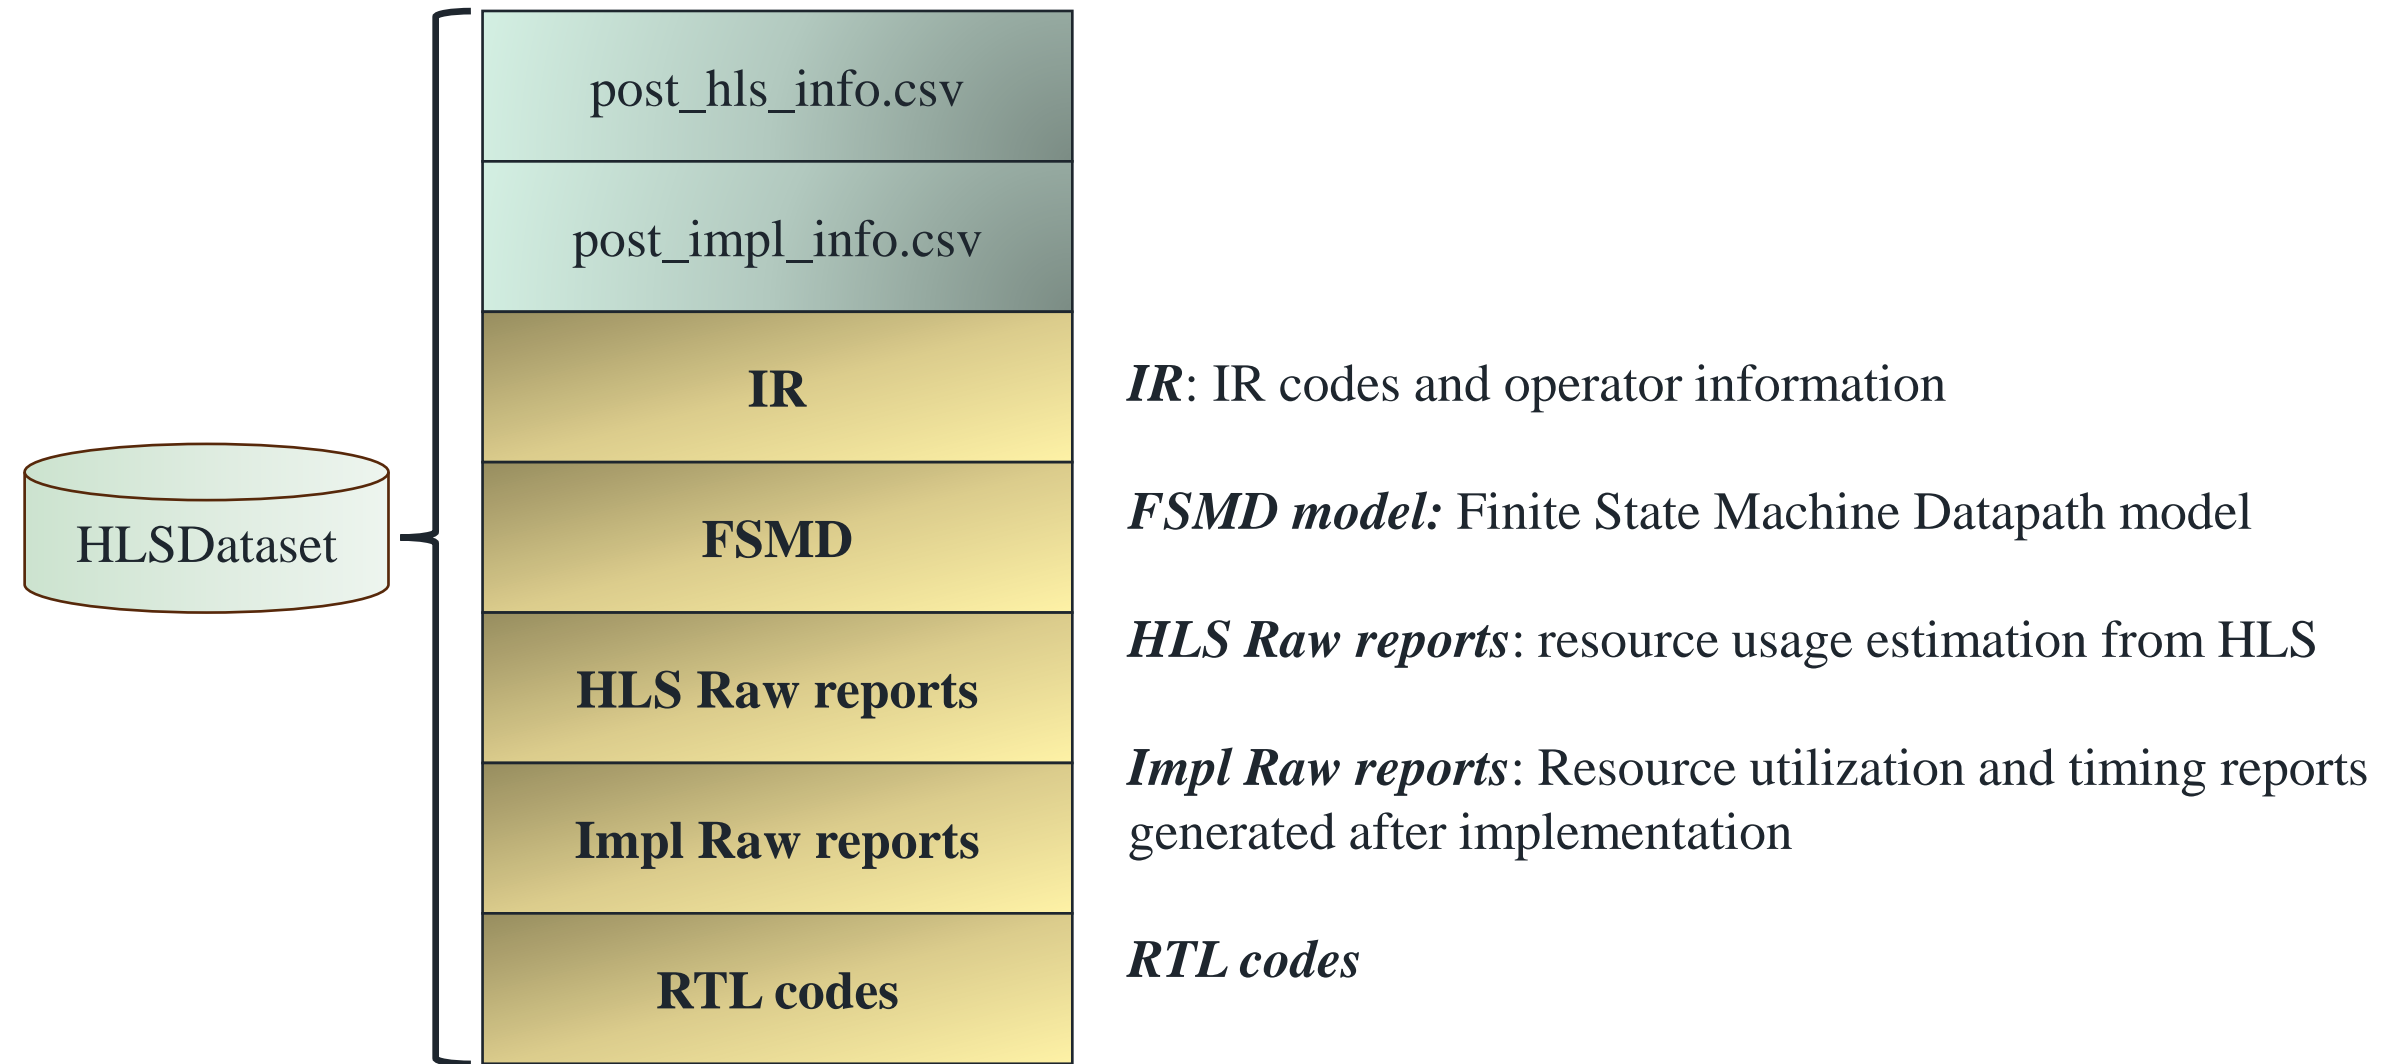 post_hls_info.csv
post_impl_info.csv
IR
FSMD
HLS Raw reports
Impl Raw reports
RTL codes
HLSDataset
IR: IR codes and operator information
FSMD model: Finite State Machine Datapath model
HLS Raw reports: resource usage estimation from HLS
Impl Raw reports: Resource utilization and timing reports
generated after implementation
RTL codes